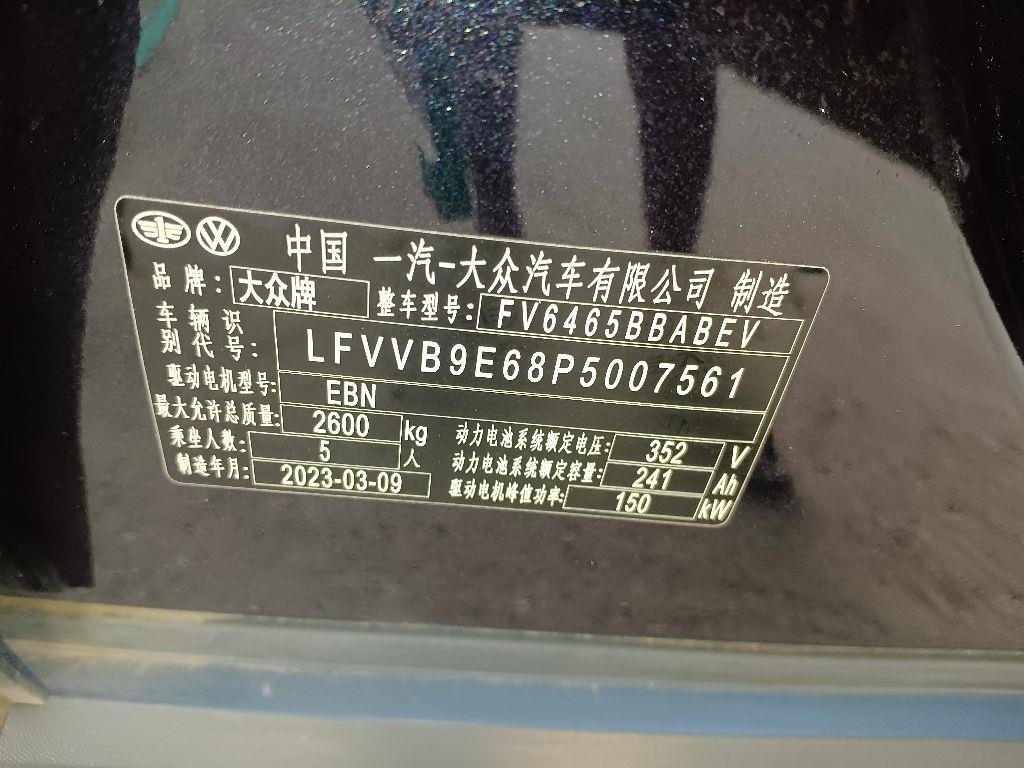 中国 一汽-大众汽车有限公司 制造
品牌: 大众牌 整车型号: FV6465BBABEV
车辆识别代号: LFVVB9E68P5007561
驱动电机型号: EBN
最大允许总质量: 2600 kg 动力电池系统额定电压: 352 V
乘坐人数: 5 人 动力电池系统额定容量: 241 Ah
制造年月: 2023-03-09 驱动电机峰值功率: 150 kW